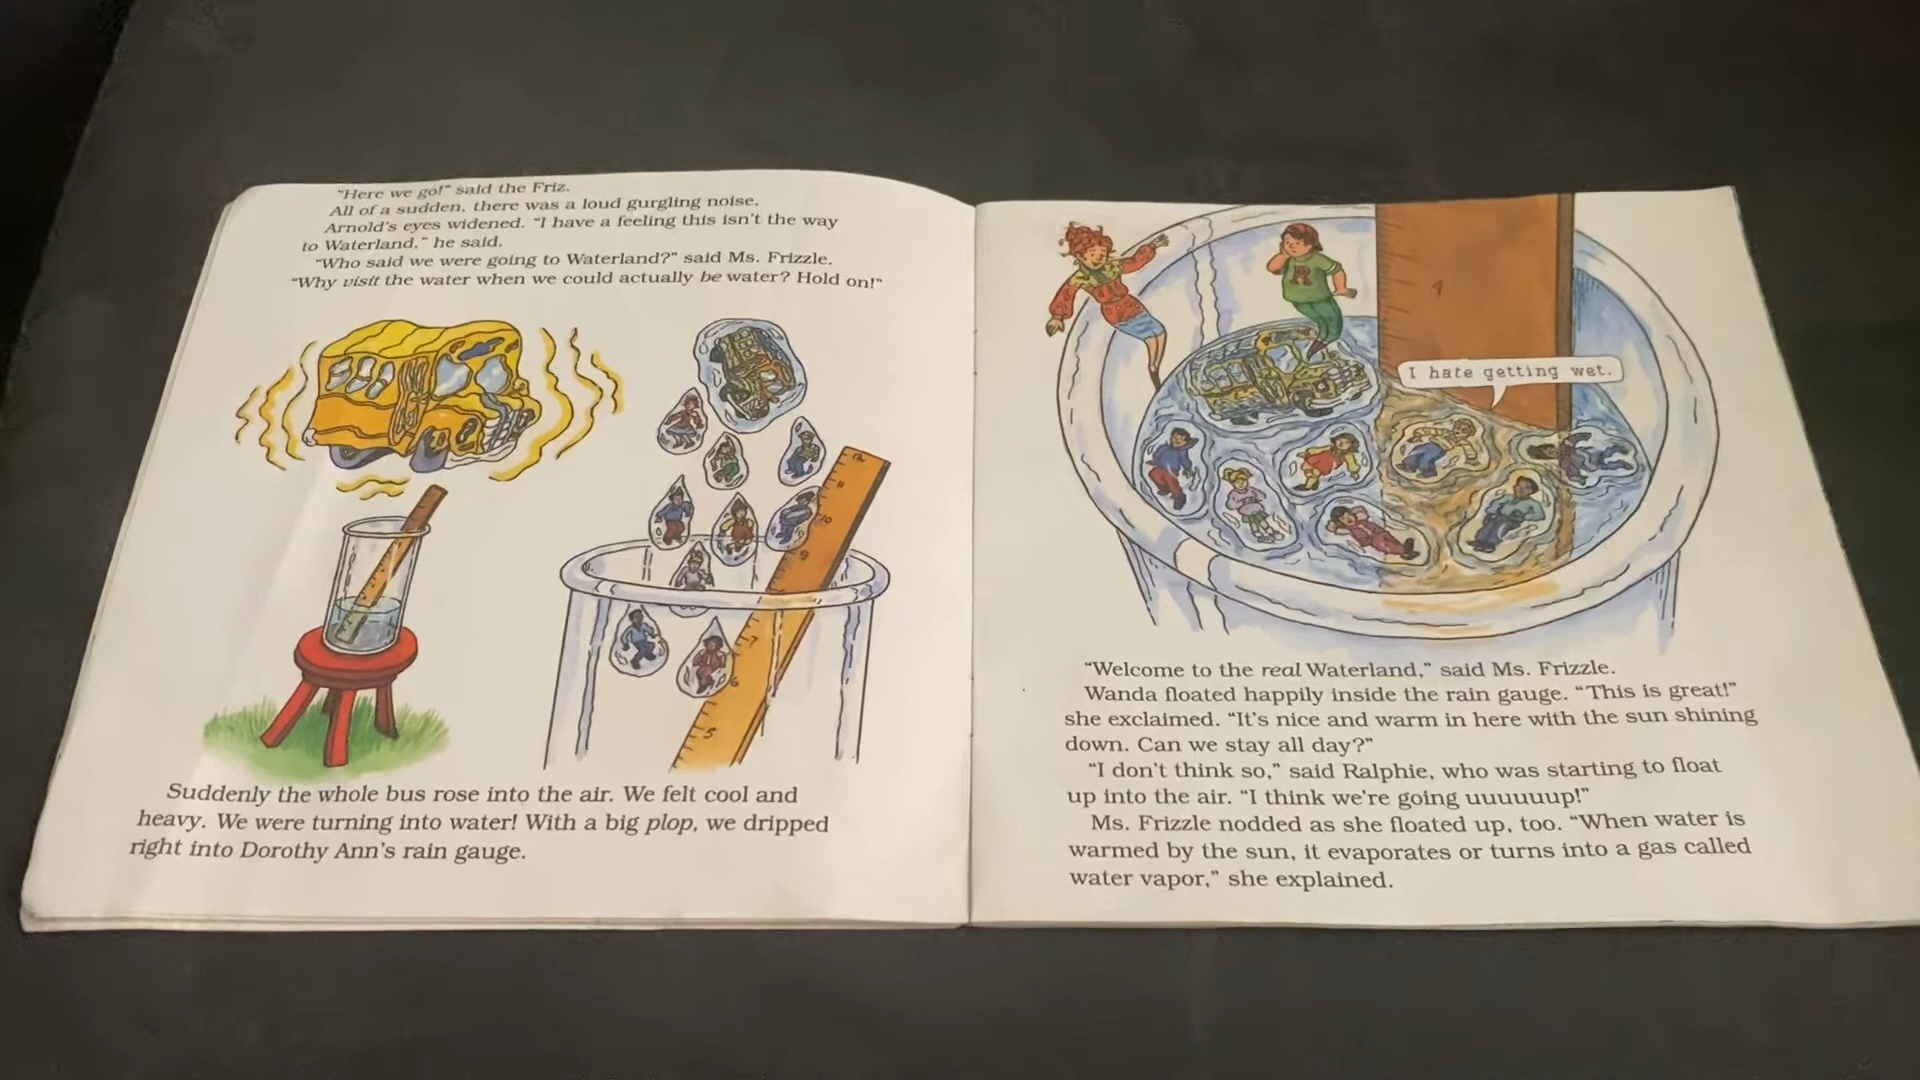 “Here we go!” said the Friz.
All of a sudden, there was a loud gurgling noise.
Arnold’s eyes widened. “I have a feeling this isn’t the way
to Waterland,” he said.
“Who said we were going to Waterland?” said Ms. Frizzle.
“Why visit the water when we could actually be water? Hold on!”
12
11
10
9
7
6
5
Suddenly the whole bus rose into the air. We felt cool and
heavy. We were turning into water! With a big plop, we dripped
right into Dorothy Ann’s rain gauge.
R
I hate getting wet.
“Welcome to the real Waterland,” said Ms. Frizzle.
Wanda floated happily inside the rain gauge. “This is great!”
she exclaimed. “It’s nice and warm in here with the sun shining
down. Can we stay all day?”
“I don’t think so,” said Ralphie, who was starting to float
up into the air. “I think we’re going uuuuuup!”
Ms. Frizzle nodded as she floated up, too. “When water is
warmed by the sun, it evaporates or turns into a gas called
water vapor,” she explained.